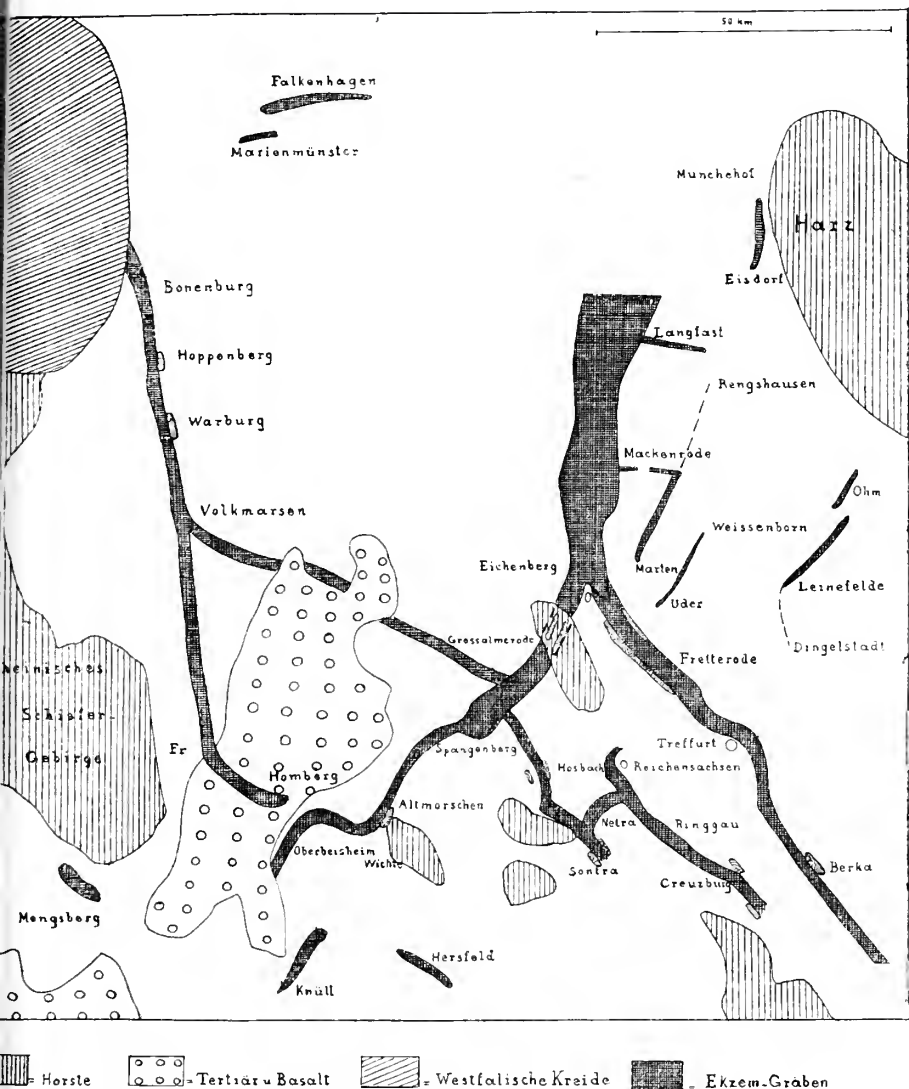 50 km
Falkenhagen
Marienmünster
Munchehof
Harz
Eisdorf
Bonenburg
Langfast
Hoppenberg
Rengshausen
Warburg
Mackenrode
Ohm
Volkmarsen
Weissenborn
Eichenberg
Marten
Leinefelde
Uder
Grossalmerode
Dingelstadt
Fretterode
heinisches
Schiefer-
Gebirge
Fr
Spangenberg
Treffurt
Hosbach
Reichensachsen
Homberg
Altmorschen
Netra
Ringgau
Oberbeisheim
Wichte
Sontra
Creuzburg
Berka
Mengsberg
Hersfeld
Knüll
= Horste
= Tertiär u Basalt
= Westfalische Kreide
= Ekzem-Gräben